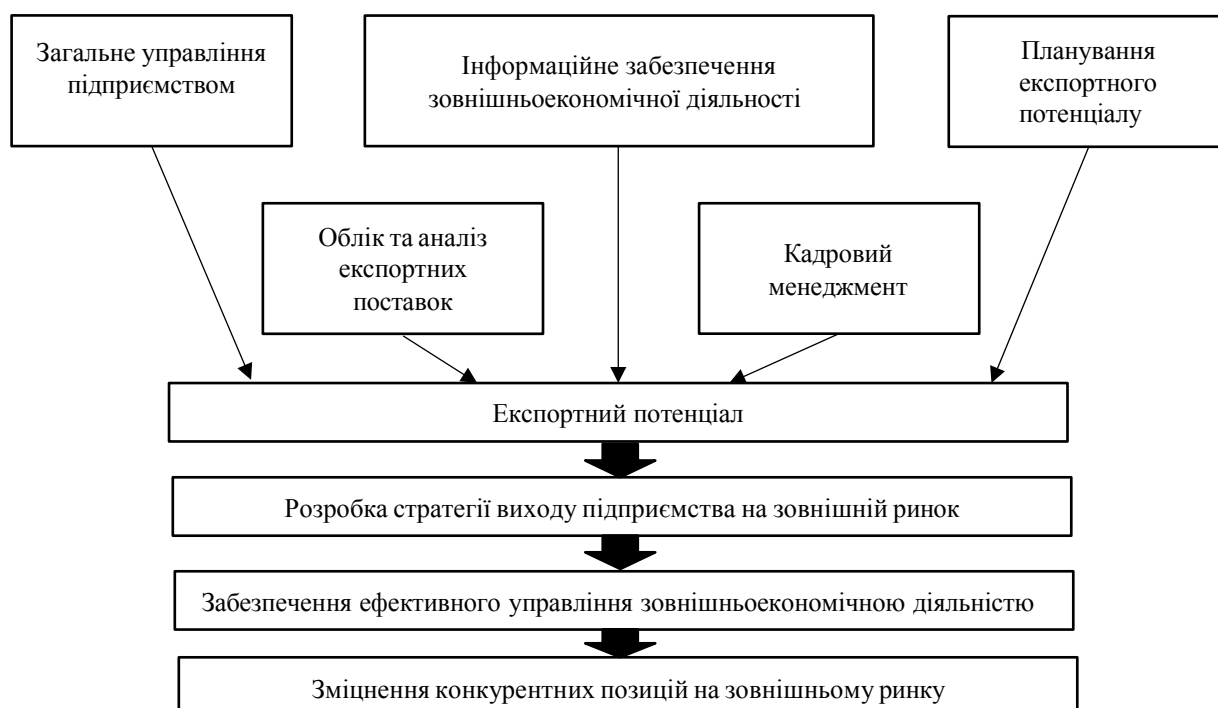 Загальне управління
підприємством
Інформаційне забезпечення
зовнішньоекономічної діяльності
Планування
експортного
потенціалу
Облік та аналіз
експортних
поставок
Кадровий
менеджмент
Експортний потенціал
Розробка стратегії виходу підприємства на зовнішній ринок
Забезпечення ефективного управління зовнішньоекономічною діяльністю
Зміцнення конкурентних позицій на зовнішньому ринку